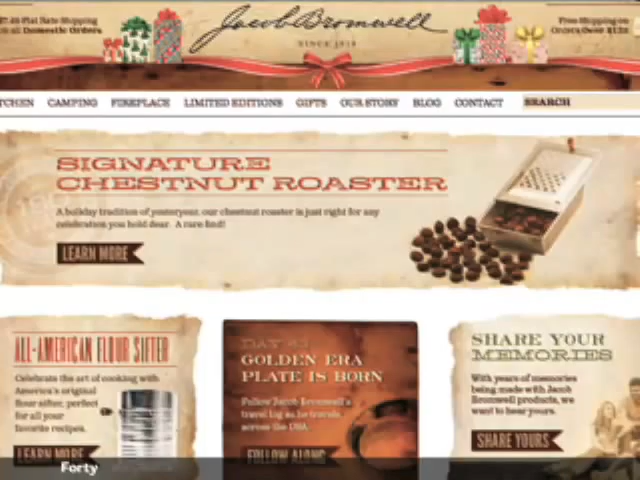 $7.95 Flat Rate Shipping
on all Domestic Orders
Jacob Bromwell
SINCE 1819
Free Shipping on
Orders Over $125
TCHEN CAMPING FIREPLACE LIMITED EDITIONS GIFTS OUR STORY BLOG CONTACT SEARCH
SIGNATURE
CHESTNUT ROASTER
A holiday tradition of yesteryear, our chestnut roaster is just right for any
celebration you hold dear. A rare find!
LEARN MORE
ALL-AMERICAN FLOUR SIFTER
Celebrate the art of cooking with
America's original
flour sifter, perfect
for all your
favorite recipes.
LEARN MORE
GOLDEN ERA
PLATE IS BORN
Follow Jacob Bromwell's
travel log as he travels
across the USA.
FOLLOW ALONG
SHARE YOUR
MEMORIES
With years of memories
being made with Jacob
Bromwell products, we
want to hear yours.
SHARE YOURS
Forty